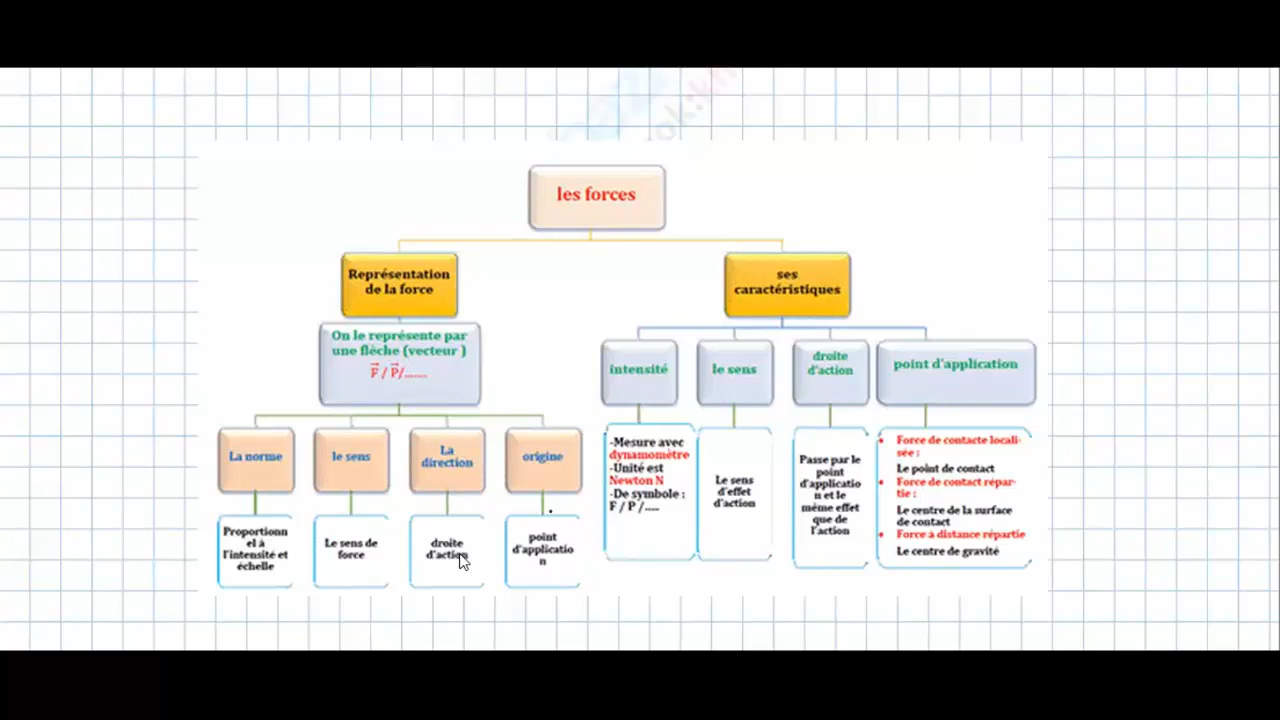 les forces
Représentation
de la force
ses
caractéristiques
On le représente par
une flèche (vecteur )
F⃗ / P⃗/.......
intensité
le sens
droite
d'action
point d'application
La norme
le sens
La
direction
origine
-Mesure avec
dynamomètre
-Unité est
Newton N
-De symbole :
F / P /.....
Le sens
d'effet
d'action
Passe par le
point
d'applicatio
n et le
même effet
que de
l'action
• Force de contacte locali-
sée :
Le point de contact
• Force de contact répar-
tie :
Le centre de la surface
de contact
• Force à distance répartie
Le centre de gravité
Proportionn
el à
l'intensité et
échelle
Le sens de
force
droite
d'action
point
d'applicatio
n